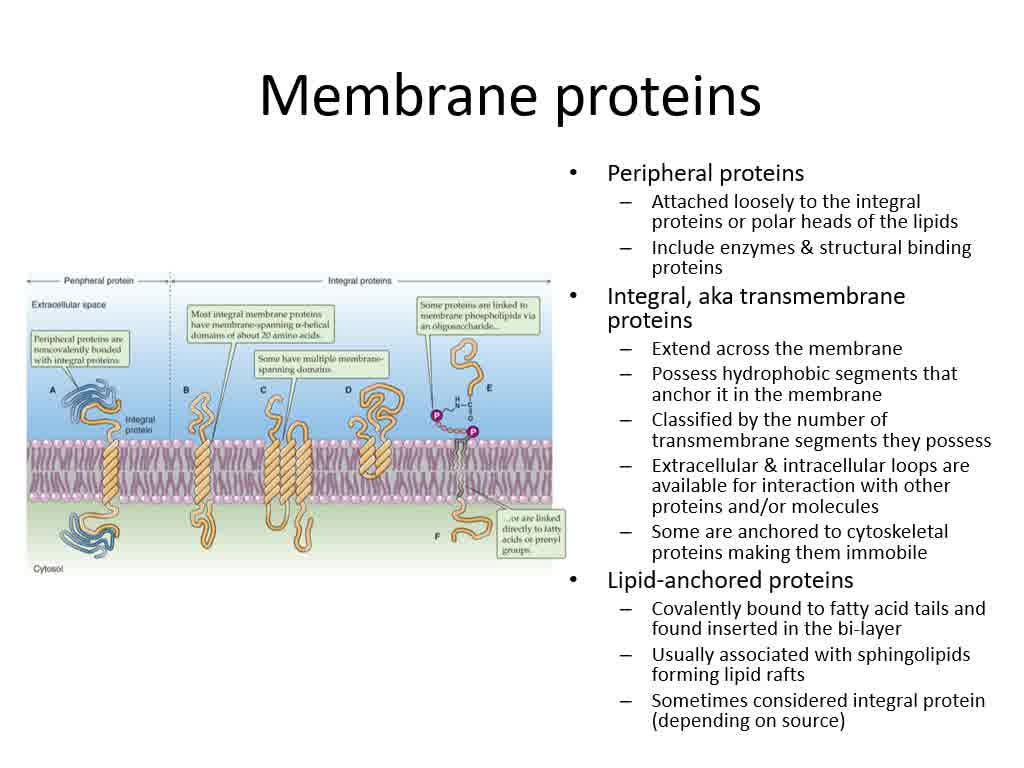 Membrane proteins
Peripheral protein
Integral proteins
Extracellular space
Peripheral proteins are
noncovalently bonded
with integral proteins.
Most integral membrane proteins
have membrane-spanning α-helical
domains of about 20 amino acids.
Some have multiple membrane-
spanning domains.
Some proteins are linked to
membrane phospholipids via
an oligosaccharide...
A
B
C
D
E
Integral
protein
P
H
N
C
O
P
...or are linked
directly to fatty
acids or prenyl
groups.
F
Cytosol
• Peripheral proteins
– Attached loosely to the integral
proteins or polar heads of the lipids
– Include enzymes & structural binding
proteins
• Integral, aka transmembrane
proteins
– Extend across the membrane
– Possess hydrophobic segments that
anchor it in the membrane
– Classified by the number of
transmembrane segments they possess
– Extracellular & intracellular loops are
available for interaction with other
proteins and/or molecules
– Some are anchored to cytoskeletal
proteins making them immobile
• Lipid-anchored proteins
– Covalently bound to fatty acid tails and
found inserted in the bi-layer
– Usually associated with sphingolipids
forming lipid rafts
– Sometimes considered integral protein
(depending on source)